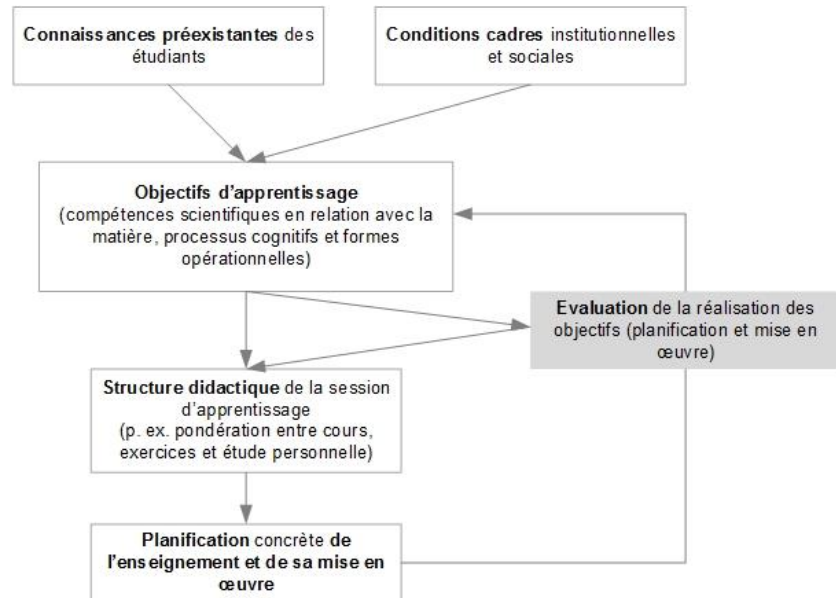 Connaissances préexistantes des
étudiants
Conditions cadres institutionnelles
et sociales
Objectifs d'apprentissage
(compétences scientifiques en relation avec la
matière, processus cognitifs et formes
opérationnelles)
Evaluation de la réalisation des
objectifs (planification et mise en
œuvre)
Structure didactique de la session
d'apprentissage
(p. ex. pondération entre cours,
exercices et étude personnelle)
Planification concrète de
l'enseignement et de sa mise en
œuvre